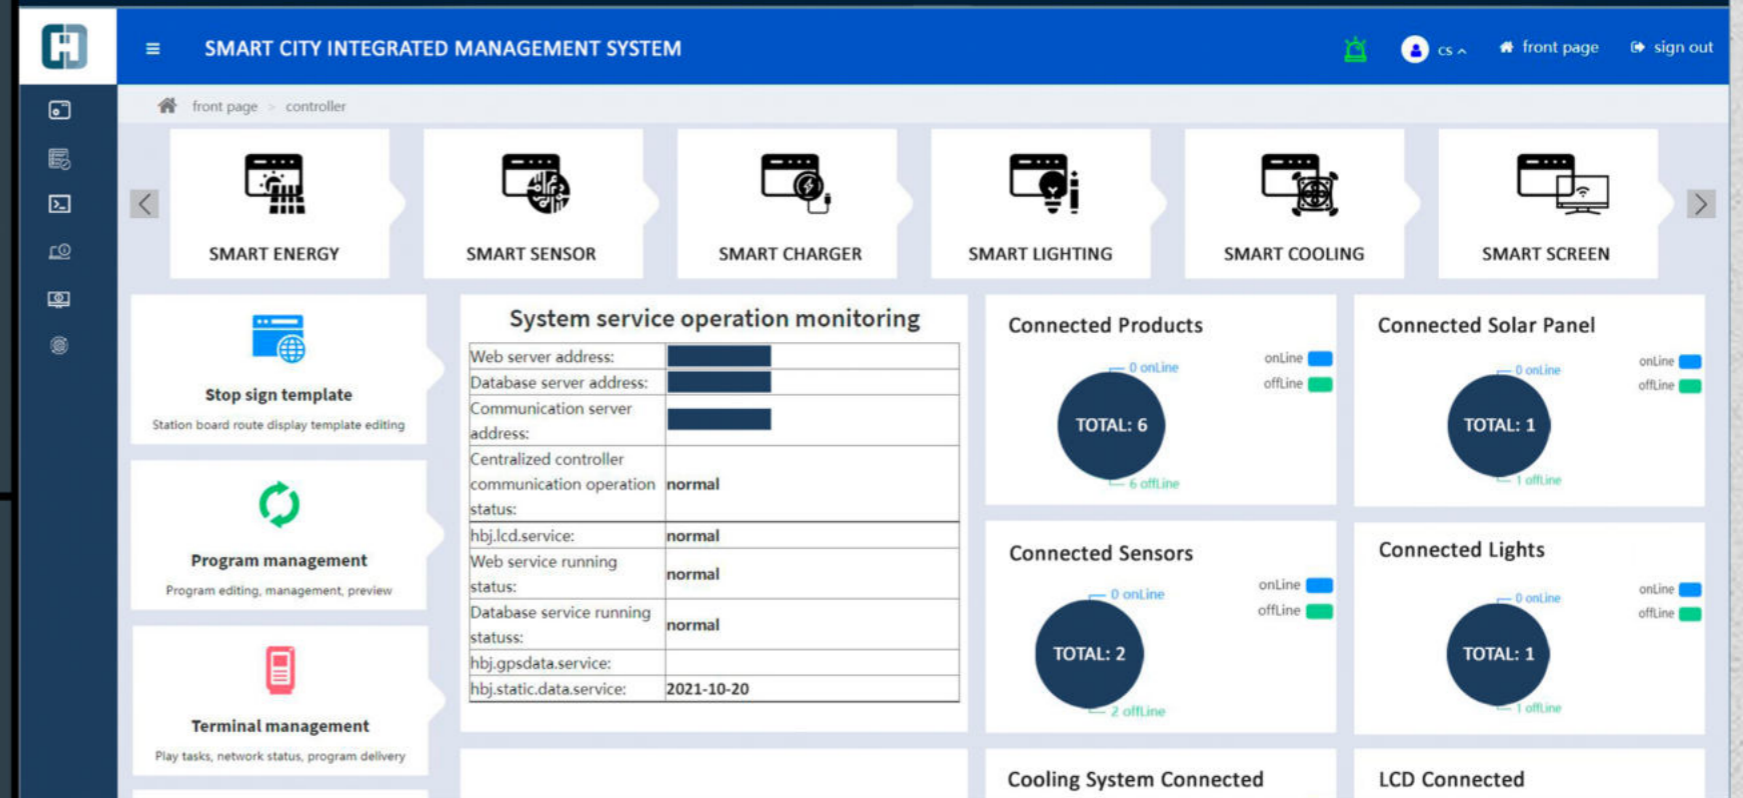 SMART CITY INTEGRATED MANAGEMENT SYSTEM
cs
front page
sign out
front page > controller
SMART ENERGY
SMART SENSOR
SMART CHARGER
SMART LIGHTING
SMART COOLING
SMART SCREEN
Stop sign template
Station board route display template editing
Program management
Program editing, management, preview
Terminal management
Play tasks, network status, program delivery
System service operation monitoring
Web server address:
Database server address:
Communication server
address:
Centralized controller
communication operation
status:
normal
hbj.lcd.service:
normal
Web service running
status:
normal
Database service running
statuss:
normal
hbj.gpsdata.service:
hbj.static.data.service:
2021-10-20
Connected Products
onLine
offLine
0 onLine
TOTAL: 6
6 offLine
Connected Solar Panel
onLine
offLine
0 onLine
TOTAL: 1
1 offLine
Connected Sensors
onLine
offLine
0 onLine
TOTAL: 2
2 offLine
Connected Lights
onLine
offLine
0 onLine
TOTAL: 1
1 offLine
Cooling System Connected
LCD Connected